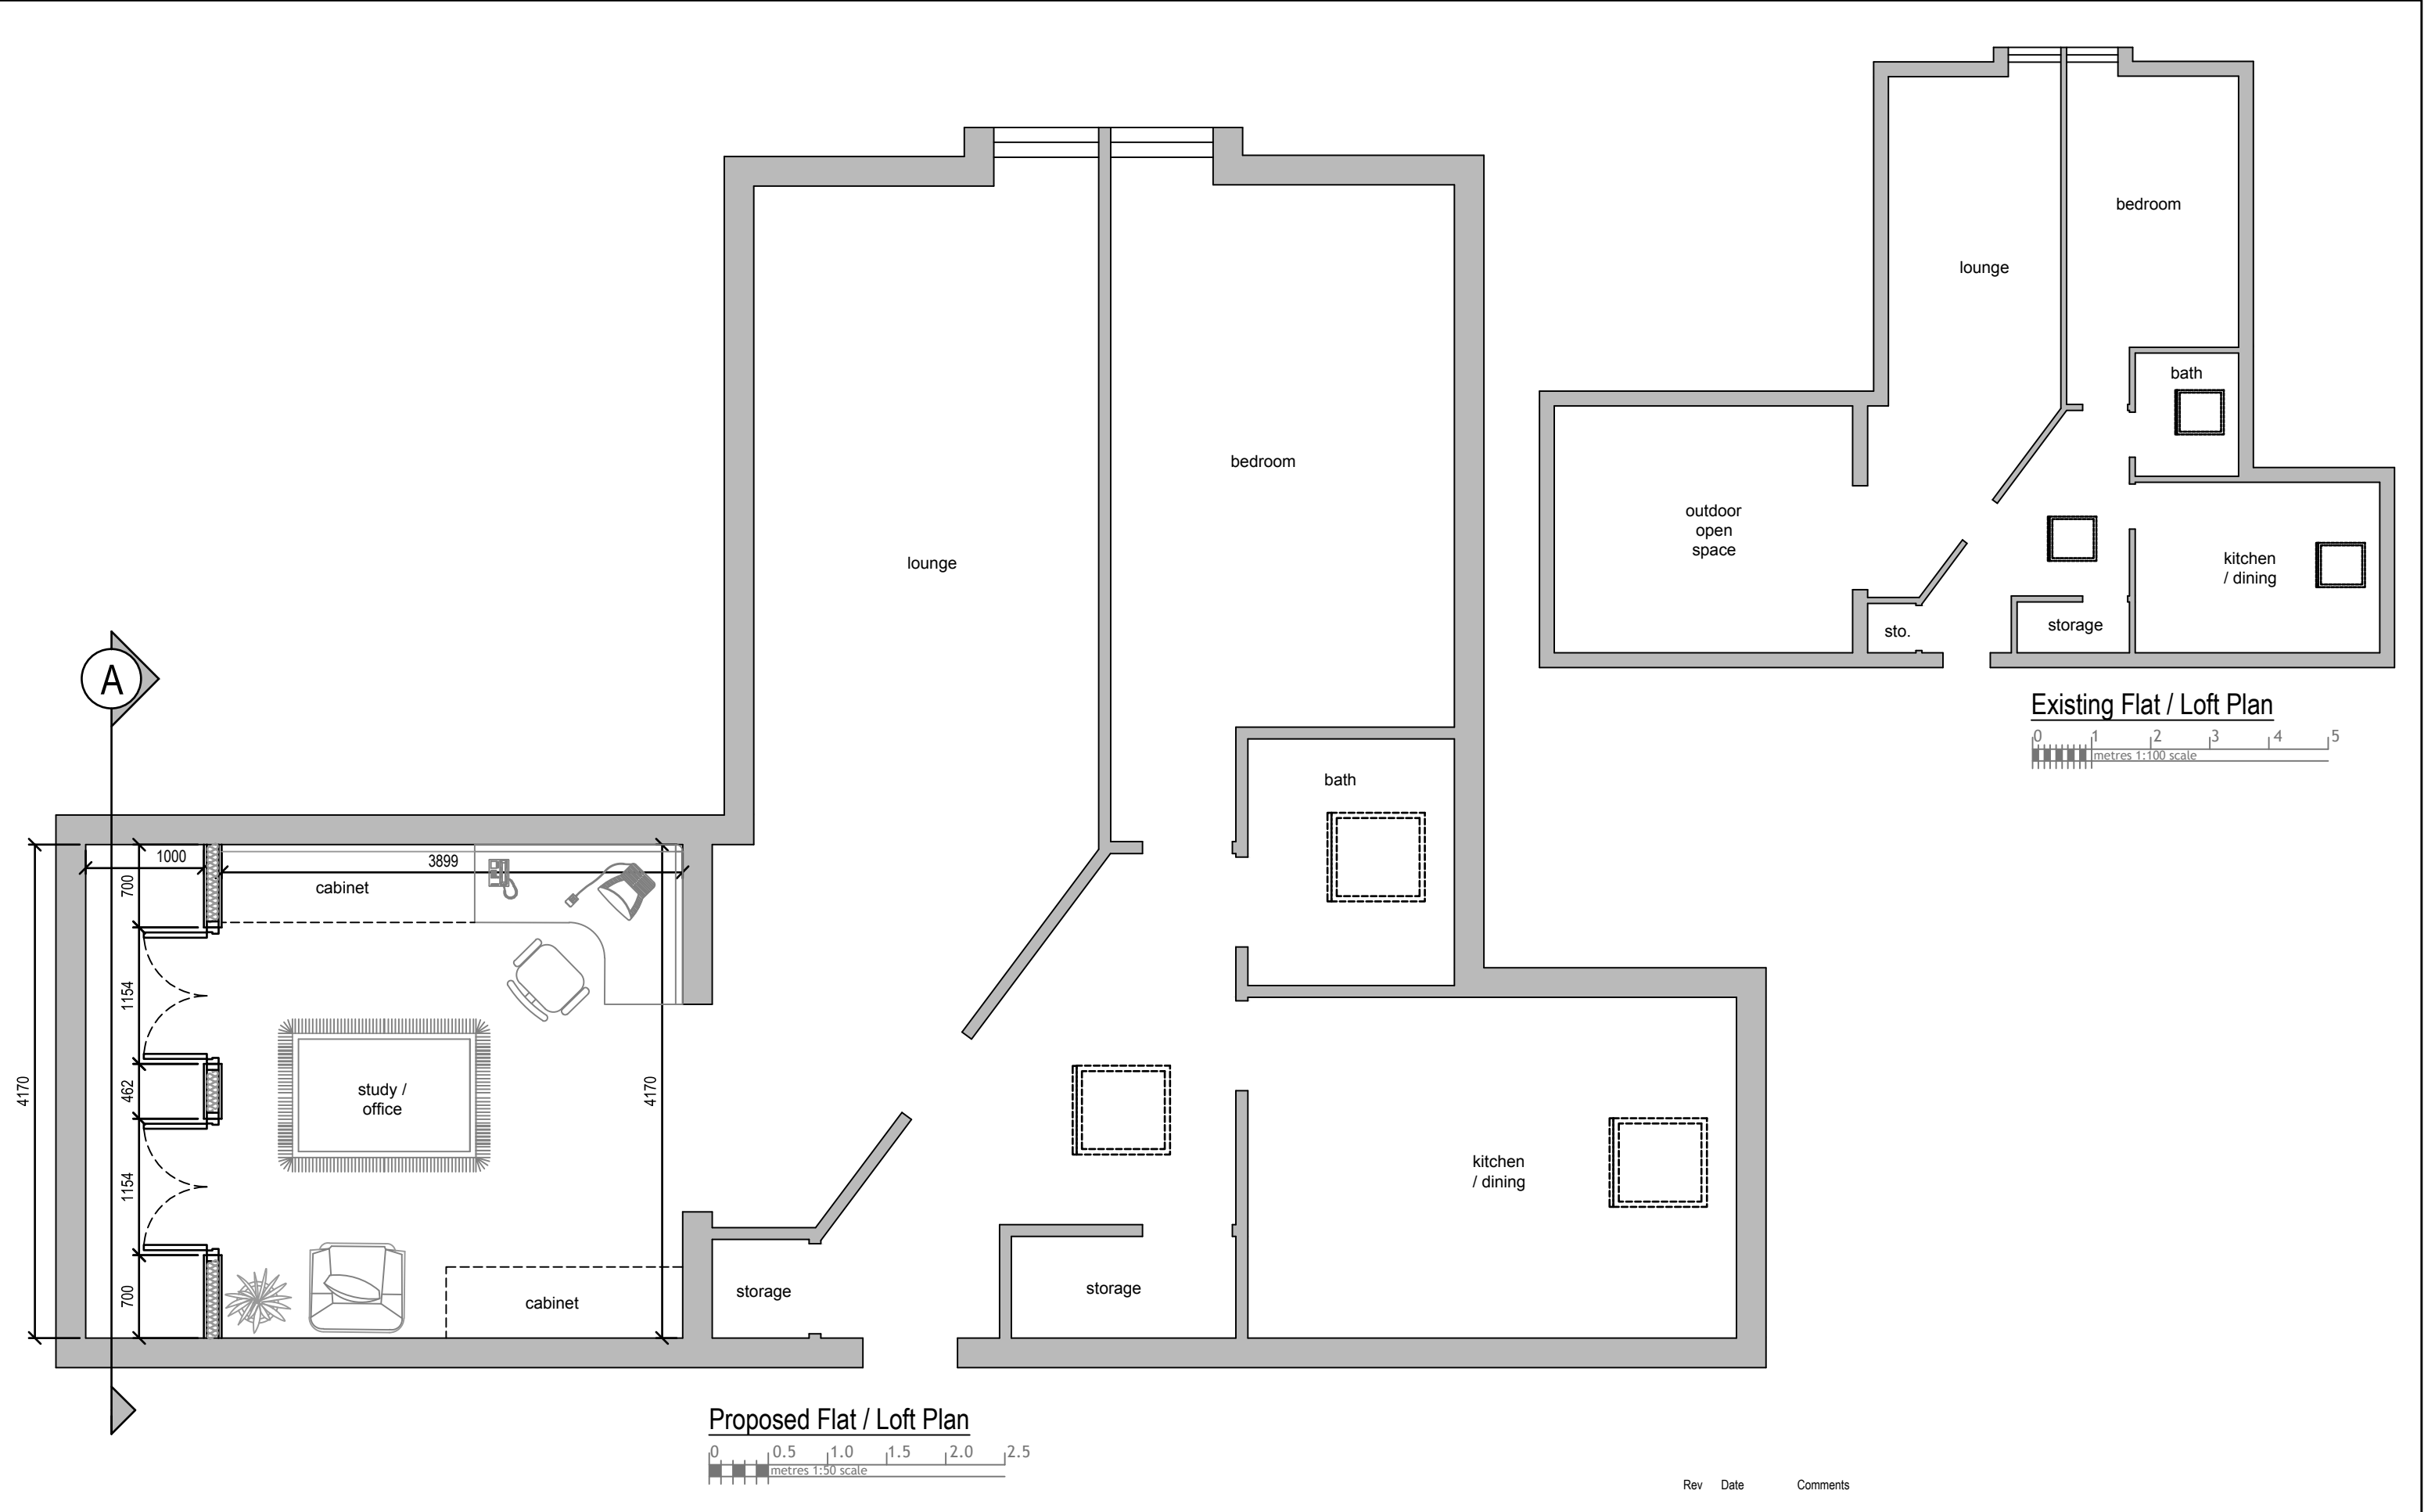 bedroom
lounge
bath
outdoor
open
space
kitchen
/ dining
sto.
storage
Existing Flat / Loft Plan
0 1 2 3 4 5
metres 1:100 scale
bedroom
lounge
A
bath
1000
3899
700
cabinet
1154
4170
462
study /
office
4170
kitchen
/ dining
1154
700
cabinet
storage
storage
Proposed Flat / Loft Plan
0 0.5 1.0 1.5 2.0 2.5
metres 1:50 scale
Rev Date Comments